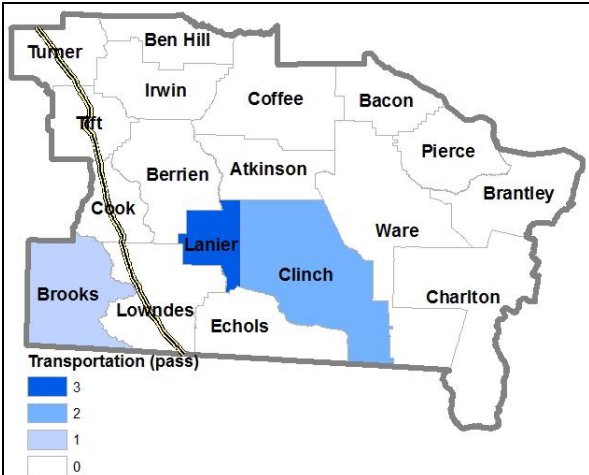 Turner
Ben Hill
Irwin
Coffee
Bacon
Tift
Pierce
Berrien
Atkinson
Brantley
Cook
Ware
Lanier
Clinch
Brooks
Charlton
Lowndes
Echols
Transportation (pass)
3
2
1
0